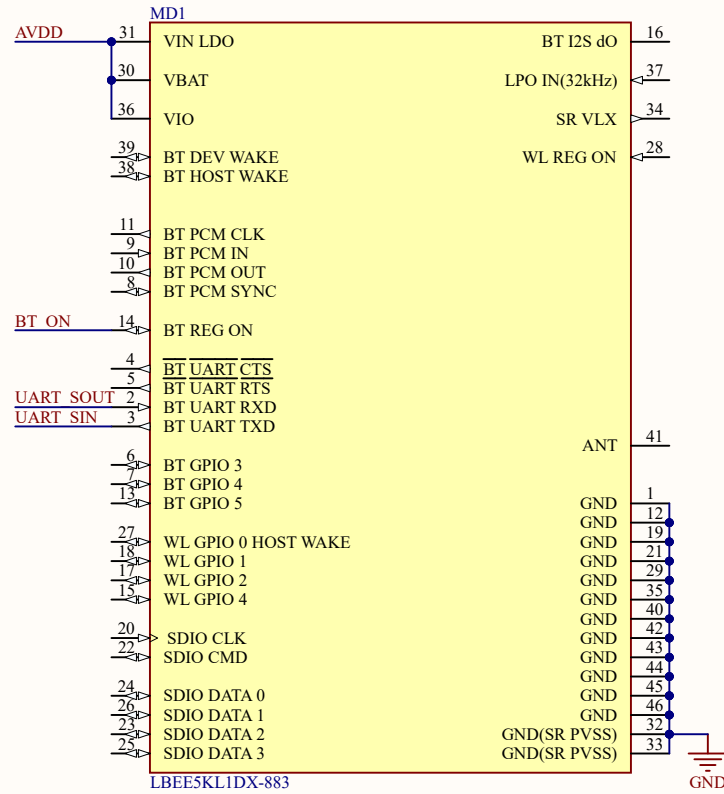 MD1
AVDD 31 VIN LDO BT I2S dO 16
30 VBAT LPO IN(32kHz) 37
36 VIO SR VLX 34
39 BT DEV WAKE WL REG ON 28
38 BT HOST WAKE
11 BT PCM CLK
9 BT PCM IN
10 BT PCM OUT
8 BT PCM SYNC
BT ON 14 BT REG ON
4 BT UART CTS
5 BT UART RTS
UART SOUT 2 BT UART RXD
UART SIN 3 BT UART TXD
ANT 41
6 BT GPIO 3
7 BT GPIO 4
13 BT GPIO 5 GND 1
GND 12
27 WL GPIO 0 HOST WAKE GND 19
18 WL GPIO 1 GND 21
17 WL GPIO 2 GND 29
15 WL GPIO 4 GND 35
GND 40
20 SDIO CLK GND 42
22 SDIO CMD GND 43
GND 44
24 SDIO DATA 0 GND 45
26 SDIO DATA 1 GND 46
23 SDIO DATA 2 GND(SR PVSS) 32
25 SDIO DATA 3 GND(SR PVSS) 33
LBEE5KL1DX-883 GND